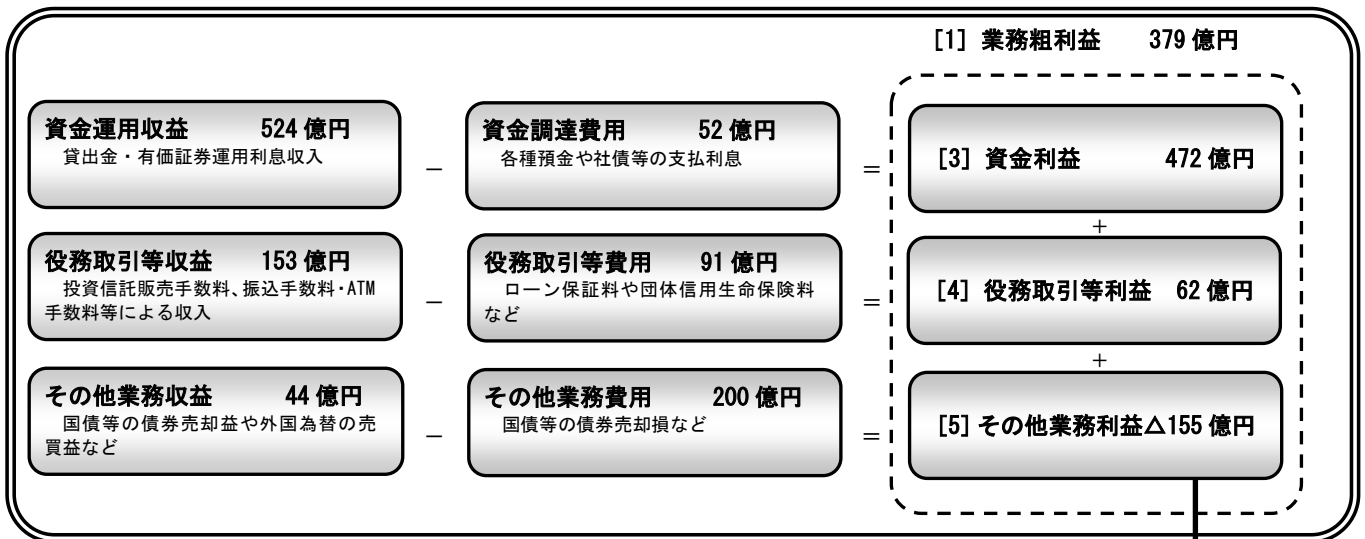 [1] 業務粗利益 379 億円
資金運用収益 524 億円
貸出金・有価証券運用利息収入
－
資金調達費用 52 億円
各種預金や社債等の支払利息
＝
[3] 資金利益 472 億円
＋
役務取引等収益 153 億円
投資信託販売手数料、振込手数料・ATM
手数料等による収入
－
役務取引等費用 91 億円
ローン保証料や団体信用生命保険料
など
＝
[4] 役務取引等利益 62 億円
＋
その他業務収益 44 億円
国債等の債券売却益や外国為替の売
買益など
－
その他業務費用 200 億円
国債等の債券売却損など
＝
[5] その他業務利益△155 億円